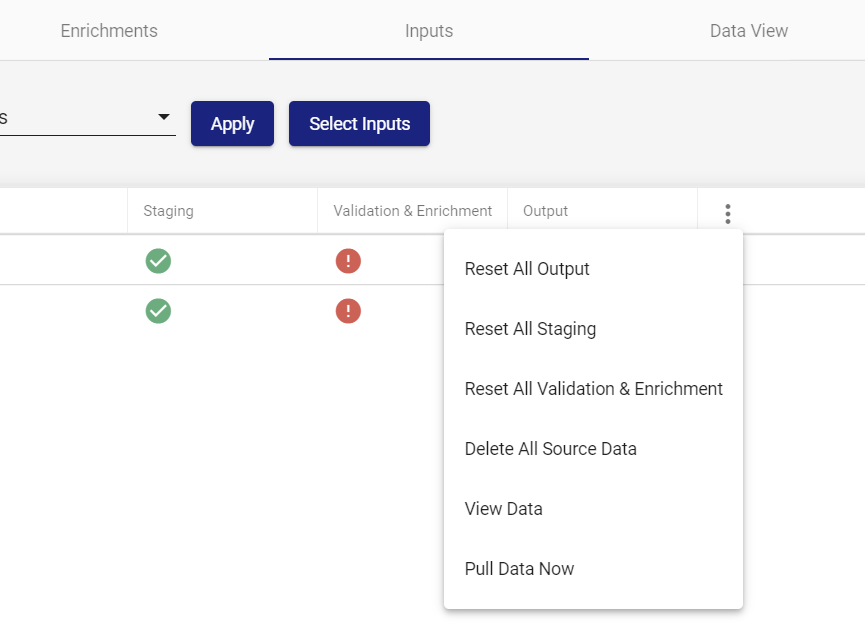 Enrichments Inputs Data View
s Apply Select Inputs
Staging Validation & Enrichment Output
Reset All Output
Reset All Staging
Reset All Validation & Enrichment
Delete All Source Data
View Data
Pull Data Now